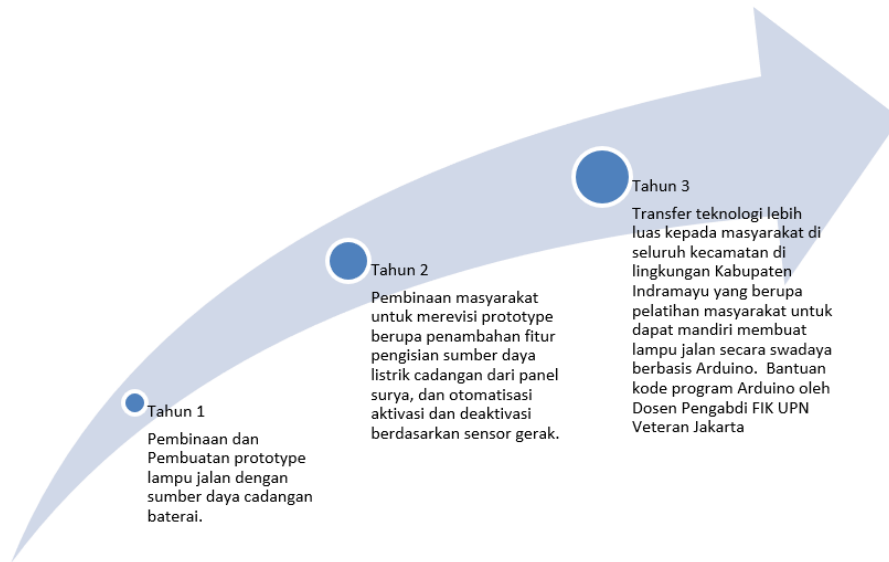 Tahun 1
Pembinaan dan
Pembuatan prototype
lampu jalan dengan
sumber daya cadangan
baterai.
Tahun 2
Pembinaan masyarakat
untuk merevisi prototype
berupa penambahan fitur
pengisian sumber daya
listrik cadangan dari panel
surya, dan otomatisasi
aktivasi dan deaktivasi
berdasarkan sensor gerak.
Tahun 3
Transfer teknologi lebih
luas kepada masyarakat di
seluruh kecamatan di
lingkungan Kabupaten
Indramayu yang berupa
pelatihan masyarakat untuk
dapat mandiri membuat
lampu jalan secara swadaya
berbasis Arduino.  Bantuan
kode program Arduino oleh
Dosen Pengabdi FIK UPN
Veteran Jakarta